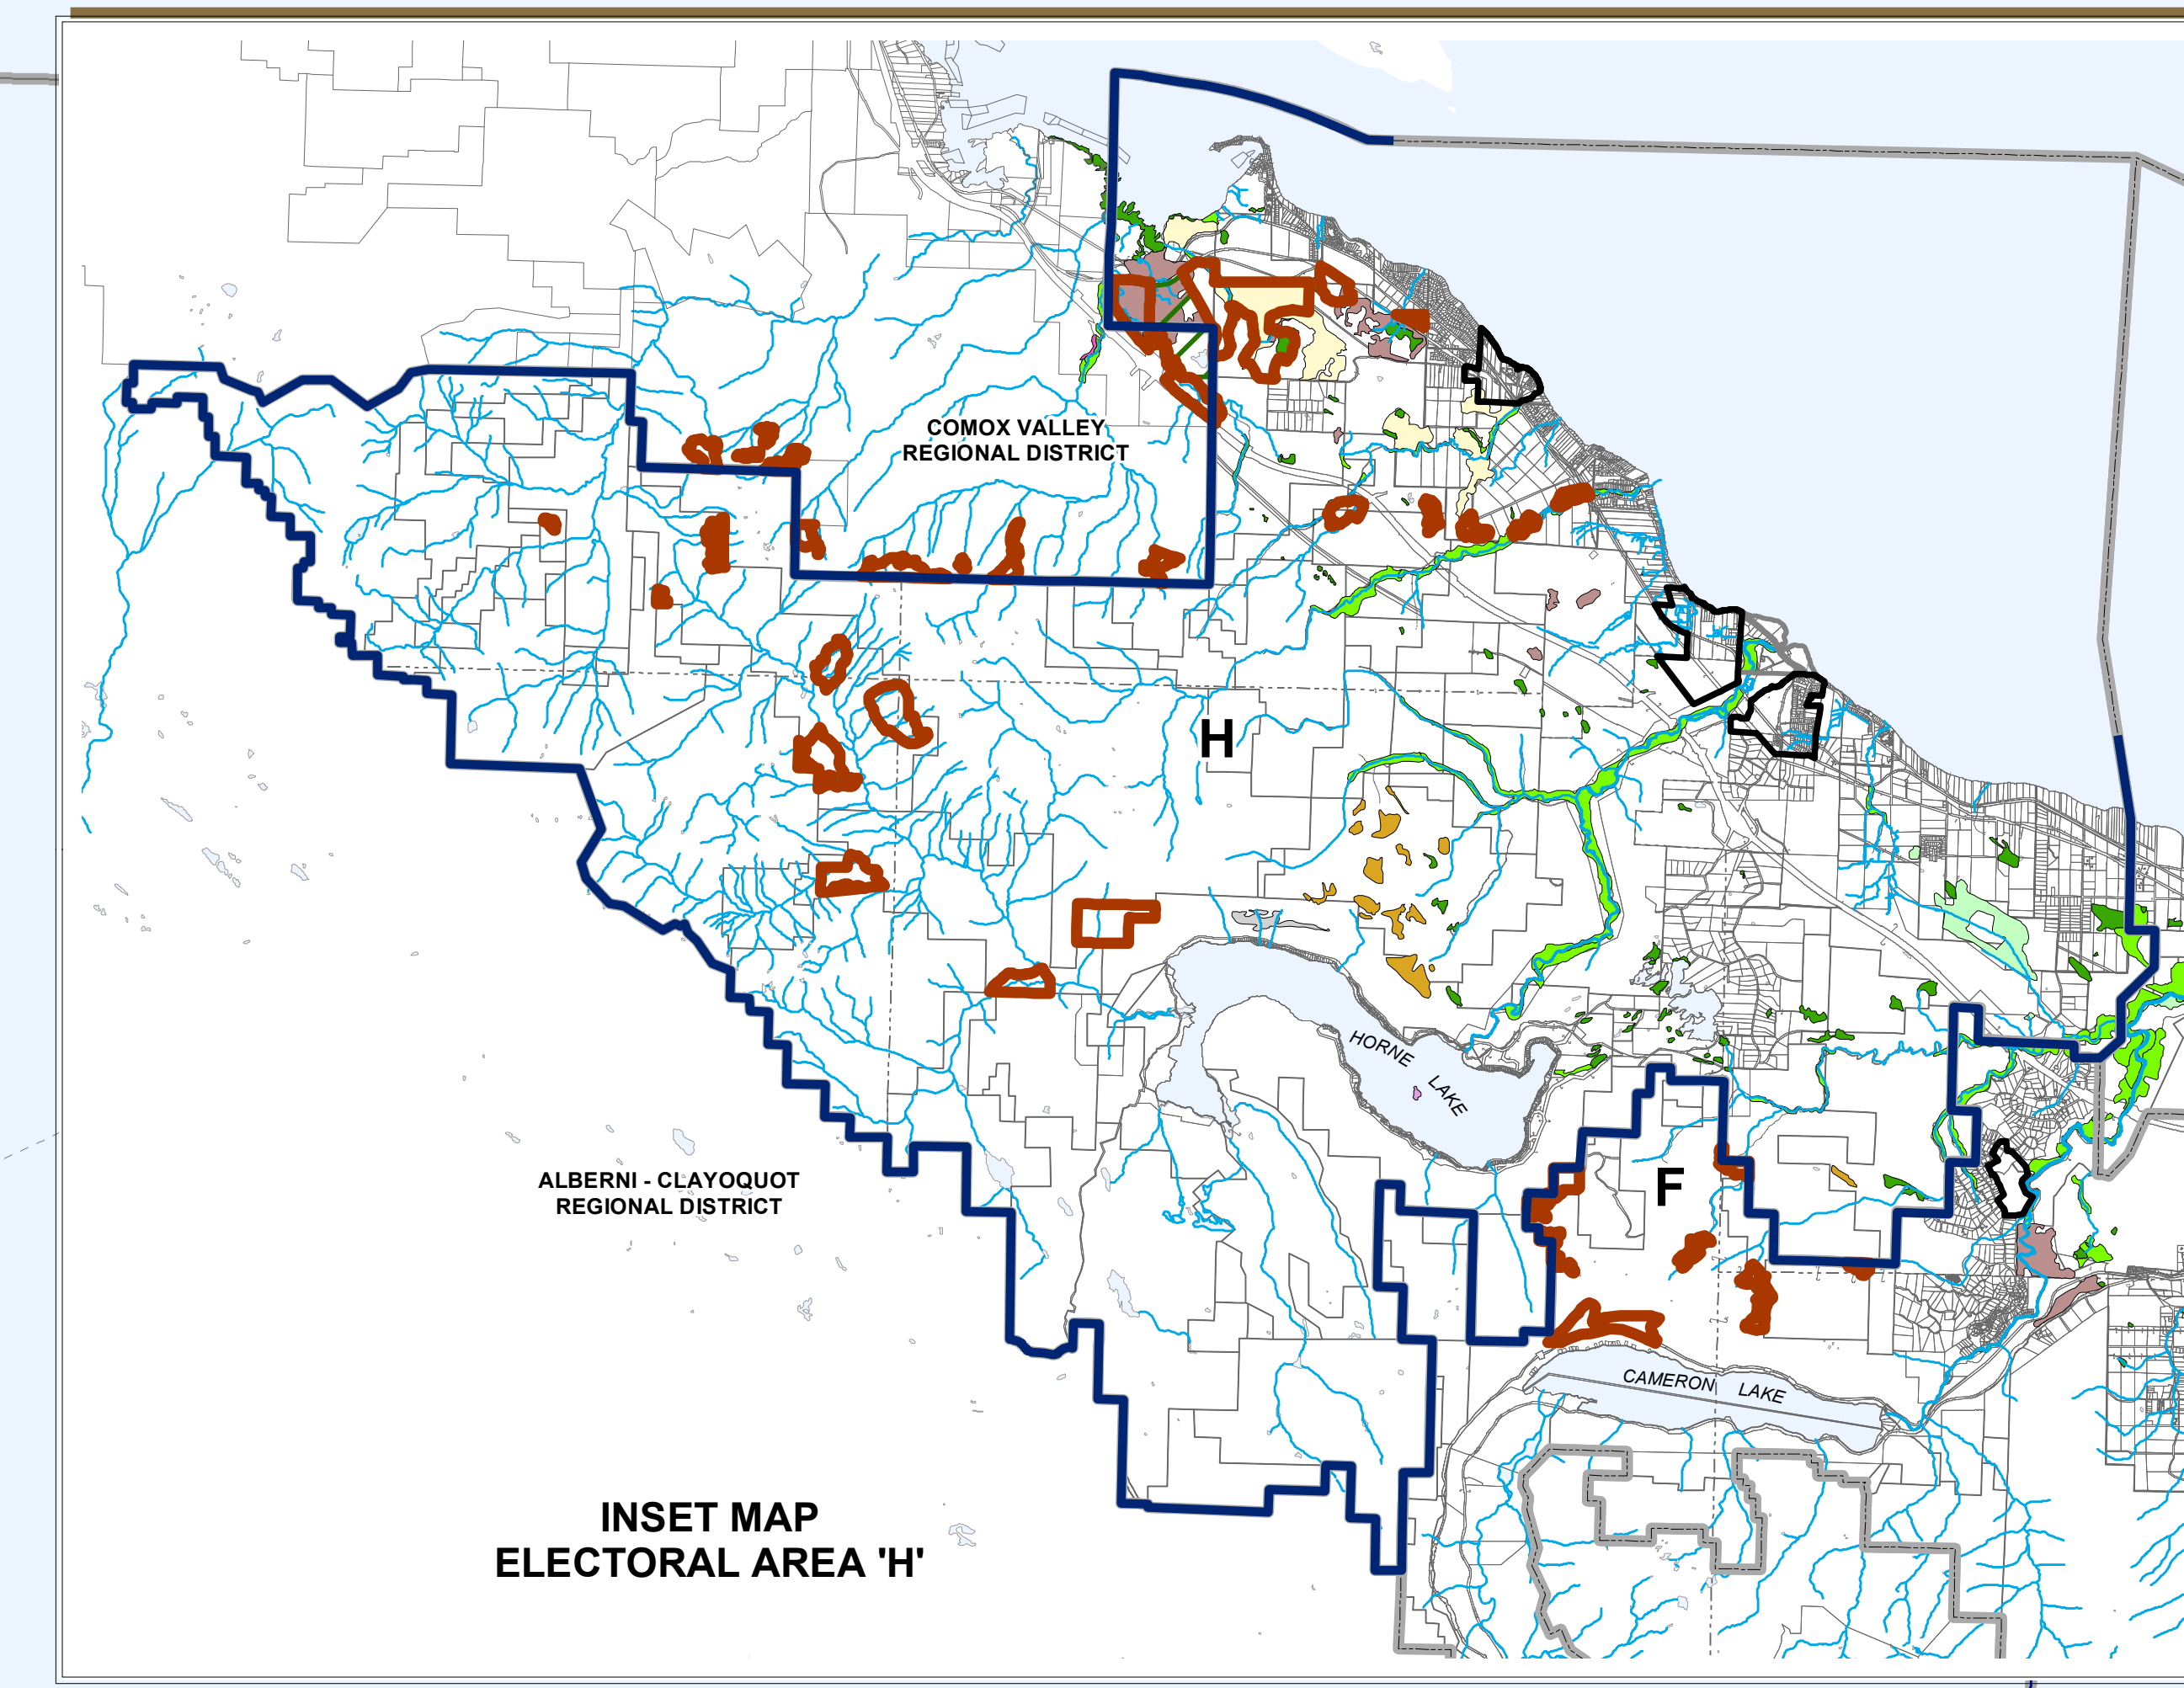 COMOX VALLEY
REGIONAL DISTRICT
H
HORNE
LAKE
ALBERNI - CLAYOQUOT
REGIONAL DISTRICT
F
CAMERON LAKE
INSET MAP
ELECTORAL AREA 'H'